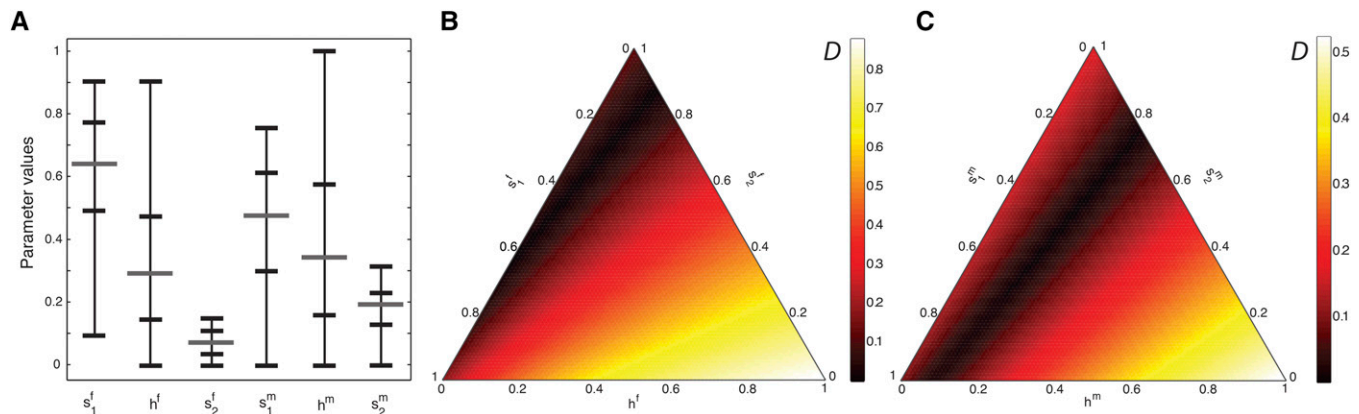 A
Parameter values
1
0.8
0.6
0.4
0.2
0
s₁ᶠ hᶠ s₂ᶠ s₁ᵐ hᵐ s₂ᵐ
B
0 1
0.2 0.8
s₁ᶠ s₂ᶠ
0.4 0.6
0.6 0.4
0.8 0.2
1 0
0 0.2 0.4 0.6 0.8 1
hᶠ
D
0.8
0.7
0.6
0.5
0.4
0.3
0.2
0.1
C
0 1
0.2 0.8
s₁ᵐ s₂ᵐ
0.4 0.6
0.6 0.4
0.8 0.2
1 0
0 0.2 0.4 0.6 0.8 1
hᵐ
D
0.5
0.4
0.3
0.2
0.1